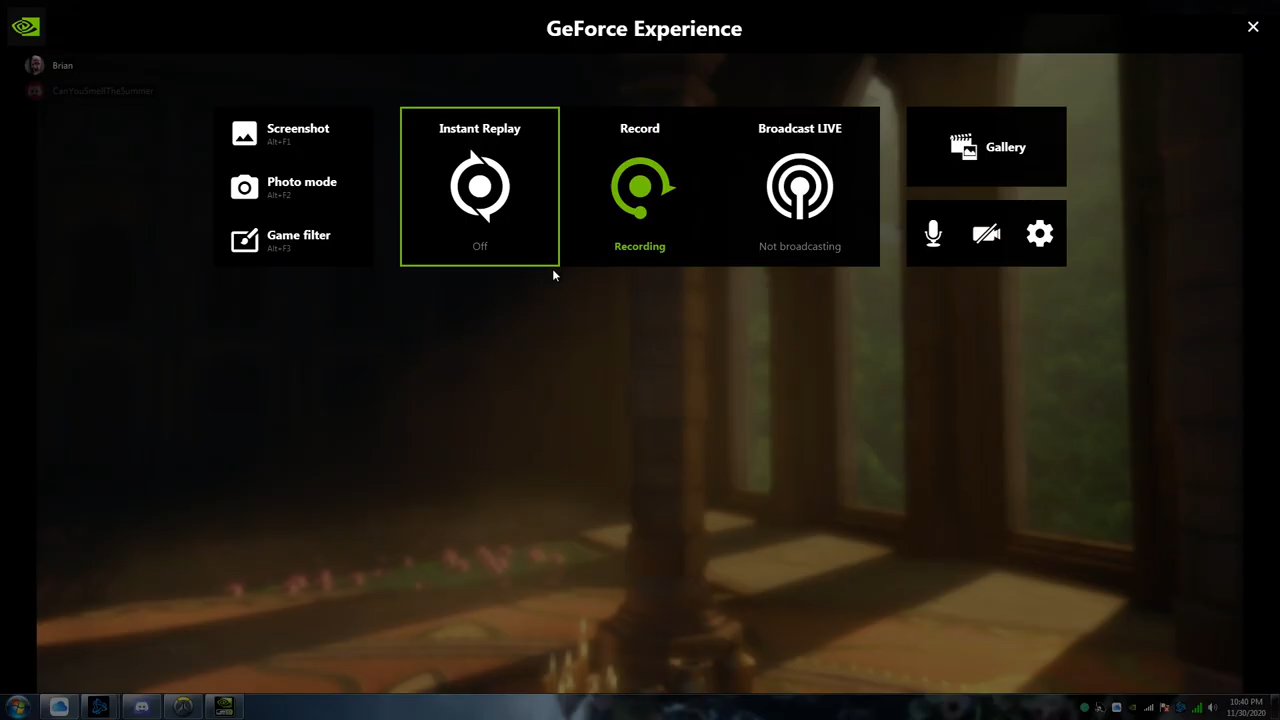 GeForce Experience
Brian
CanYouSmellTheSummer
Screenshot
Alt+F1
Photo mode
Alt+F2
Game filter
Alt+F3
Instant Replay
Off
Record
Recording
Broadcast LIVE
Not broadcasting
Gallery
10:40 PM
11/30/2020